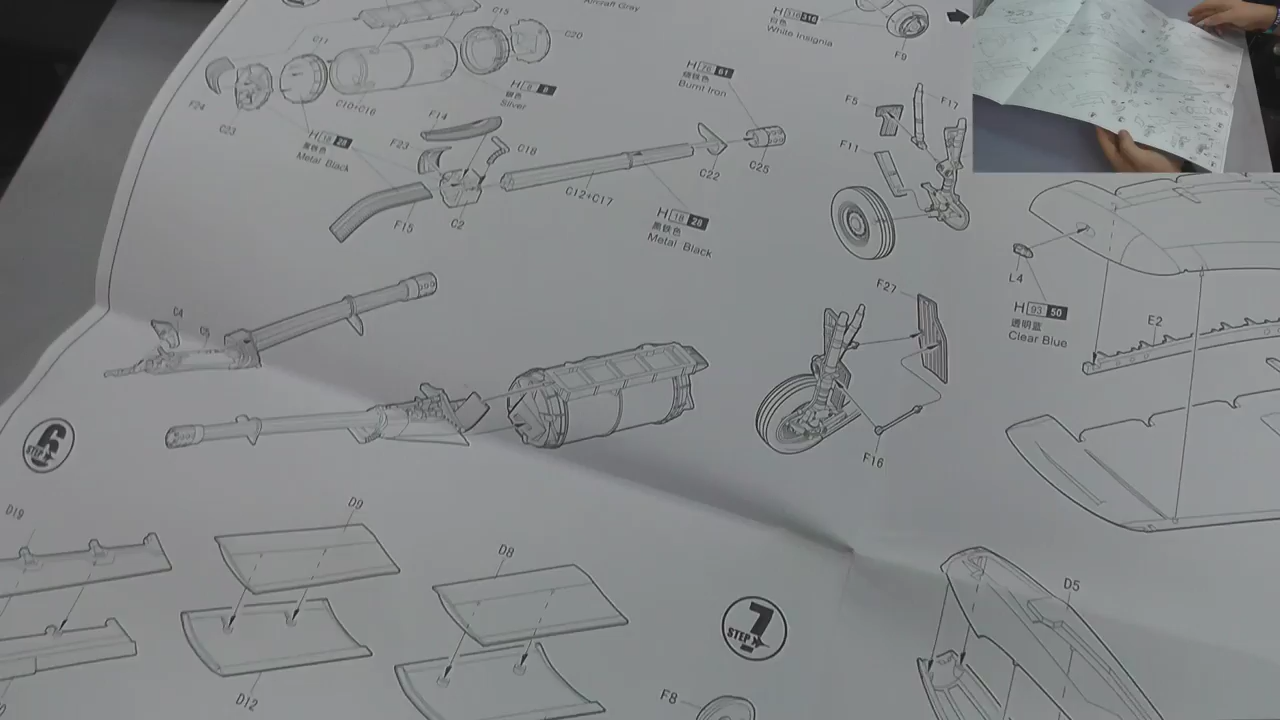 Aircraft Gray
C15
C20
C11
H 8 8
銀色
Silver
C10+C16
F24
C23
H 18 28
黑铁色
Metal Black
F14
F23
C18
F15
C2
C12+C17
C22
C25
H 76 61
烧铁色
Burnt Iron
H 18 28
黑铁色
Metal Black
H 316 316
白色
White Insignia
F9
F5
F17
F11
F27
F16
L4
H 93 50
透明蓝
Clear Blue
E2
C4
6
STEP
D19
D9
D8
D12
7
STEP
D5
F8